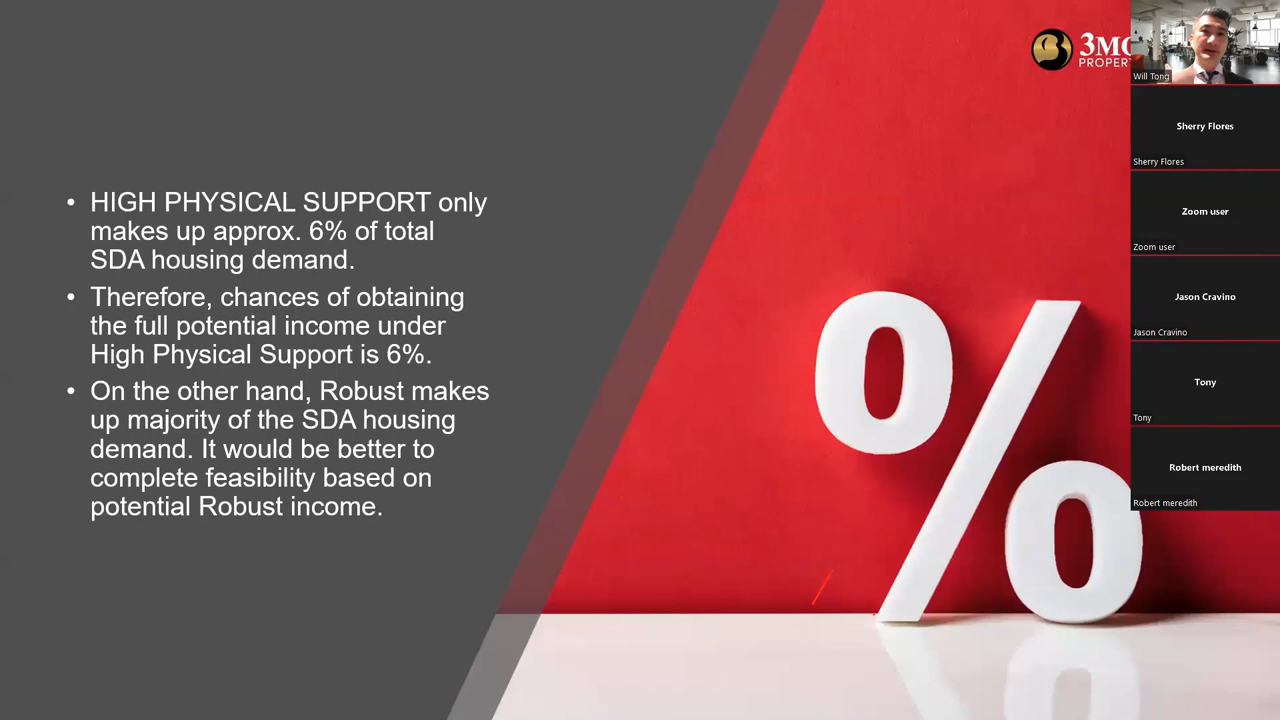 • HIGH PHYSICAL SUPPORT only
makes up approx. 6% of total
SDA housing demand.
• Therefore, chances of obtaining
the full potential income under
High Physical Support is 6%.
• On the other hand, Robust makes
up majority of the SDA housing
demand. It would be better to
complete feasibility based on
potential Robust income.
%
Will Tong
Sherry Flores
Sherry Flores
Zoom user
Zoom user
Jason Cravino
Jason Cravino
Tony
Tony
Robert meredith
Robert meredith